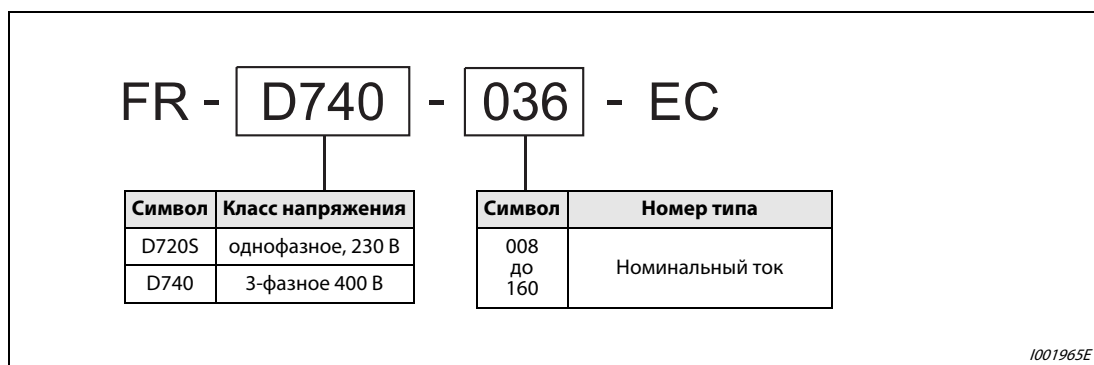 FR - D740 - 036 - EC
Символ Класс напряжения
D720S однофазное, 230 В
D740 3-фазное 400 В
Символ Номер типа
008
до
160
Номинальный ток
I001965E